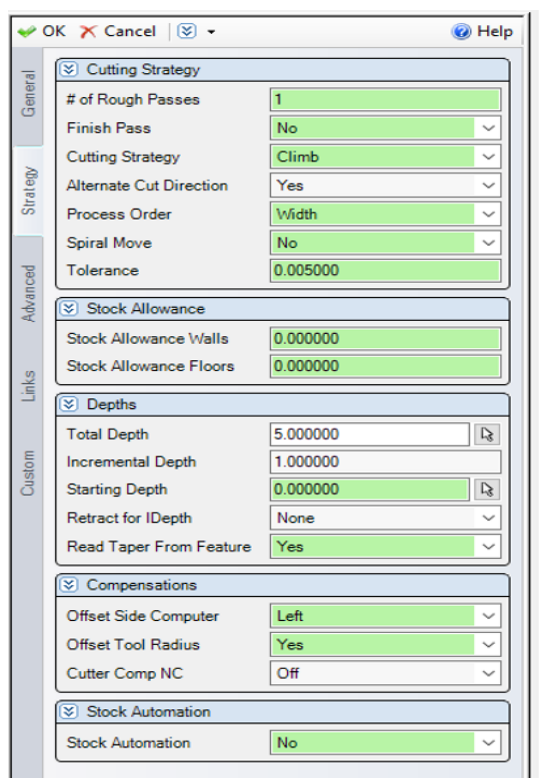 OK Cancel Help
General
Strategy
Advanced
Links
Custom
Cutting Strategy
# of Rough Passes 1
Finish Pass No
Cutting Strategy Climb
Alternate Cut Direction Yes
Process Order Width
Spiral Move No
Tolerance 0.005000
Stock Allowance
Stock Allowance Walls 0.000000
Stock Allowance Floors 0.000000
Depths
Total Depth 5.000000
Incremental Depth 1.000000
Starting Depth 0.000000
Retract for IDepth None
Read Taper From Feature Yes
Compensations
Offset Side Computer Left
Offset Tool Radius Yes
Cutter Comp NC Off
Stock Automation
Stock Automation No